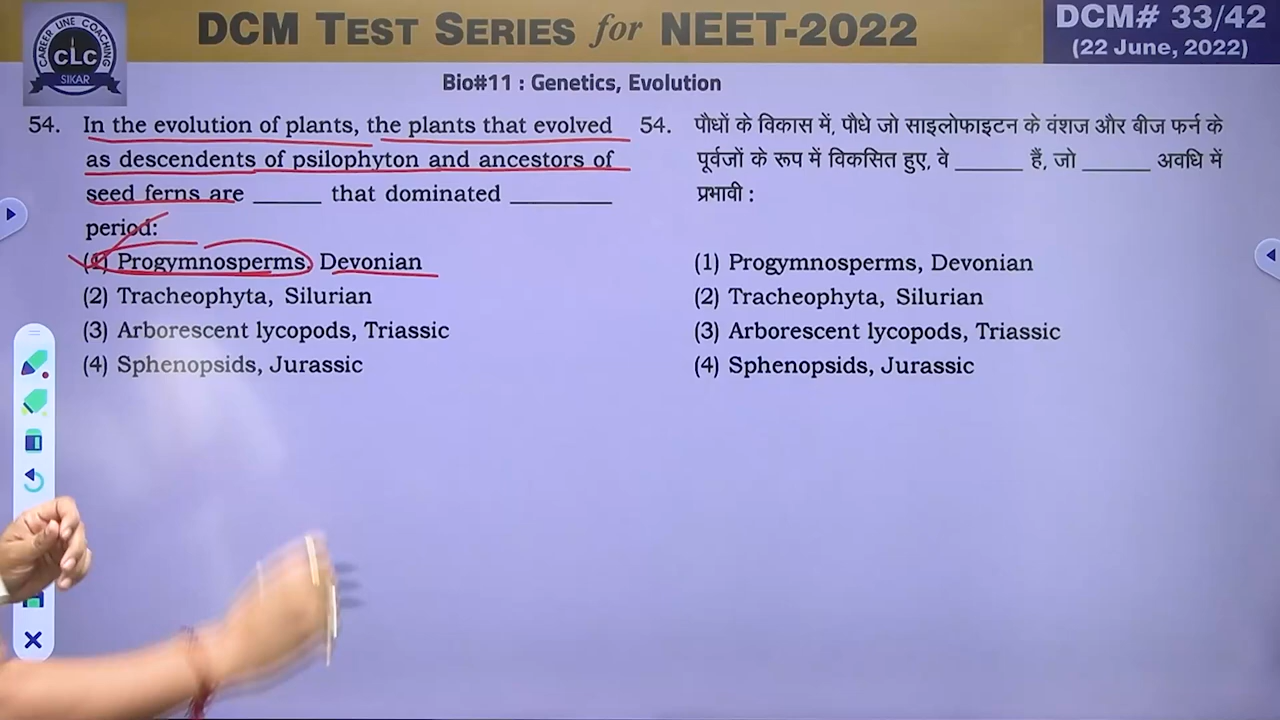 CAREER LINE COACHING
CLC
SIKAR
DCM TEST SERIES for NEET-2022
DCM# 33/42
(22 June, 2022)
Bio#11 : Genetics, Evolution
54. In the evolution of plants, the plants that evolved
as descendents of psilophyton and ancestors of
seed ferns are ______ that dominated _________
period:
(1) Progymnosperms, Devonian
(2) Tracheophyta, Silurian
(3) Arborescent lycopods, Triassic
(4) Sphenopsids, Jurassic
54. पौधों के विकास में, पौधे जो साइलोफाइटन के वंशज और बीज फर्न के
पूर्वजों के रूप में विकसित हुए, वे ______ हैं, जो ______ अवधि में
प्रभावी :
(1) Progymnosperms, Devonian
(2) Tracheophyta, Silurian
(3) Arborescent lycopods, Triassic
(4) Sphenopsids, Jurassic